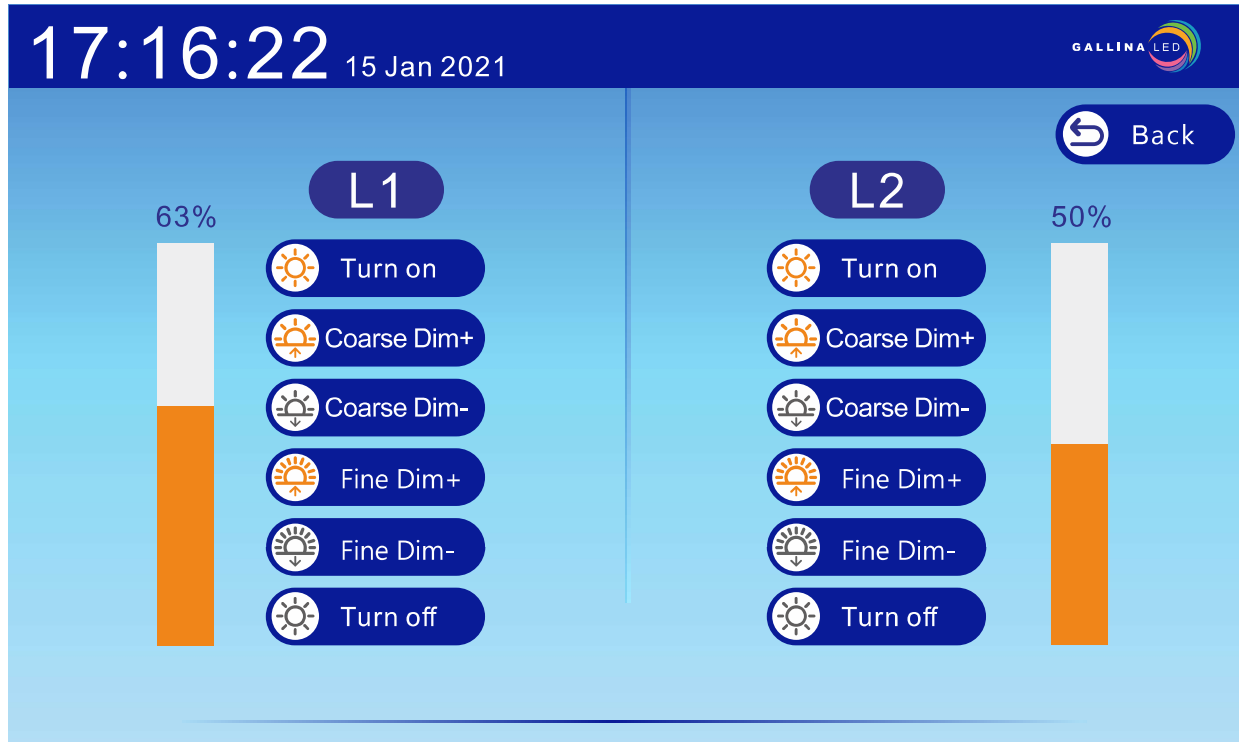 17:16:22 15 Jan 2021
GALLINA LED
Back
L1
63%
Turn on
Coarse Dim+
Coarse Dim-
Fine Dim+
Fine Dim-
Turn off
L2
50%
Turn on
Coarse Dim+
Coarse Dim-
Fine Dim+
Fine Dim-
Turn off